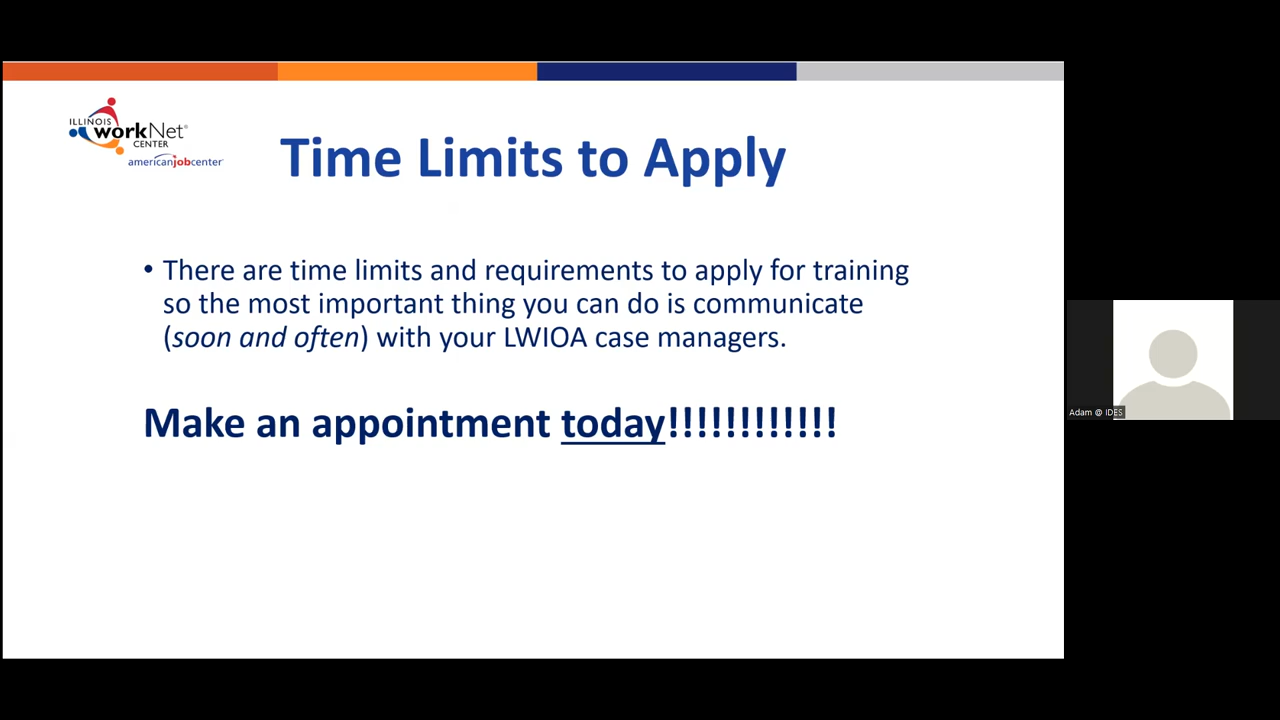 ILLINOIS
workNet®
CENTER
americanjobcenter™
Time Limits to Apply
• There are time limits and requirements to apply for training
so the most important thing you can do is communicate
(soon and often) with your LWIOA case managers.
Make an appointment today!!!!!!!!!!!!
Adam @ IDES